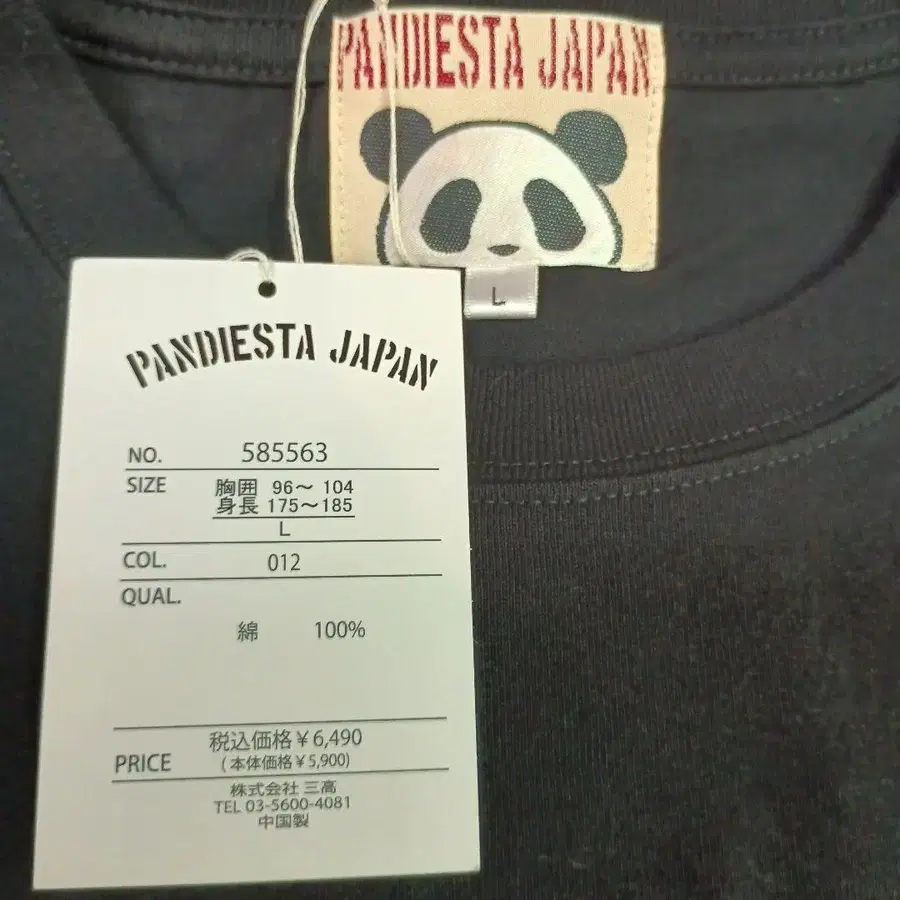 PANDIESTA JAPAN
L
PANDIESTA JAPAN
NO. 585563
SIZE 胸囲 96～104
身長 175～185
L
COL. 012
QUAL.
綿 100%
PRICE 税込価格¥6,490
(本体価格¥5,900)
株式会社 三高
TEL 03-5600-4081
中国製